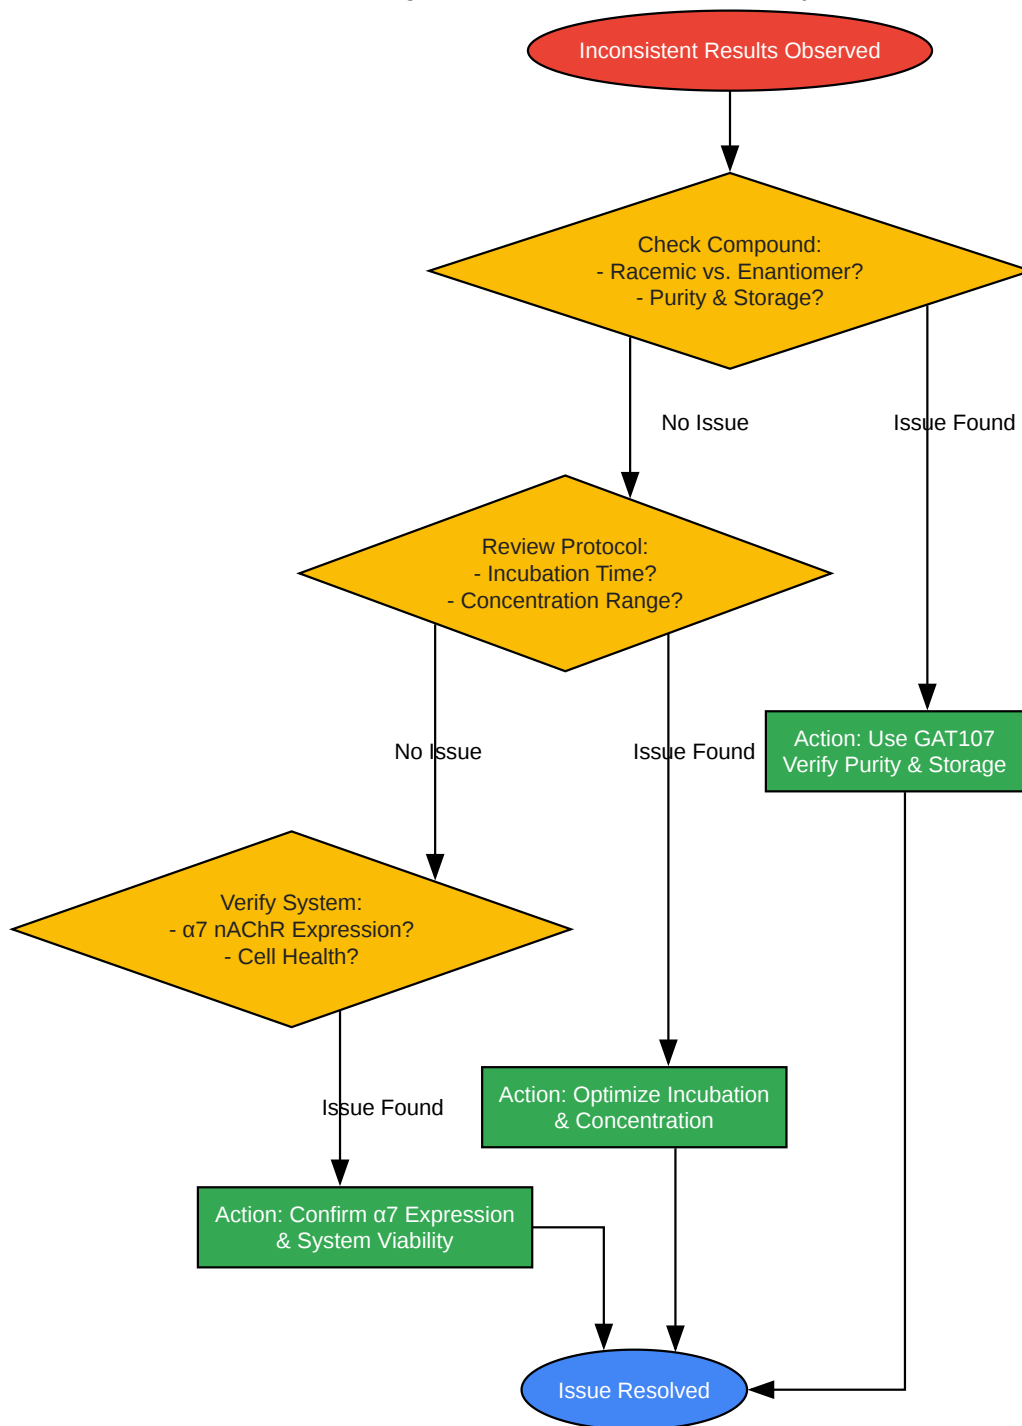 Inconsistent Results Observed
Check Compound:
- Racemic vs. Enantiomer?
- Purity & Storage?
No Issue
Issue Found
Review Protocol:
- Incubation Time?
- Concentration Range?
No Issue
Issue Found
Action: Use GAT107
Verify Purity & Storage
Verify System:
- α7 nAChR Expression?
- Cell Health?
Issue Found
Action: Optimize Incubation
& Concentration
Action: Confirm α7 Expression
& System Viability
Issue Resolved